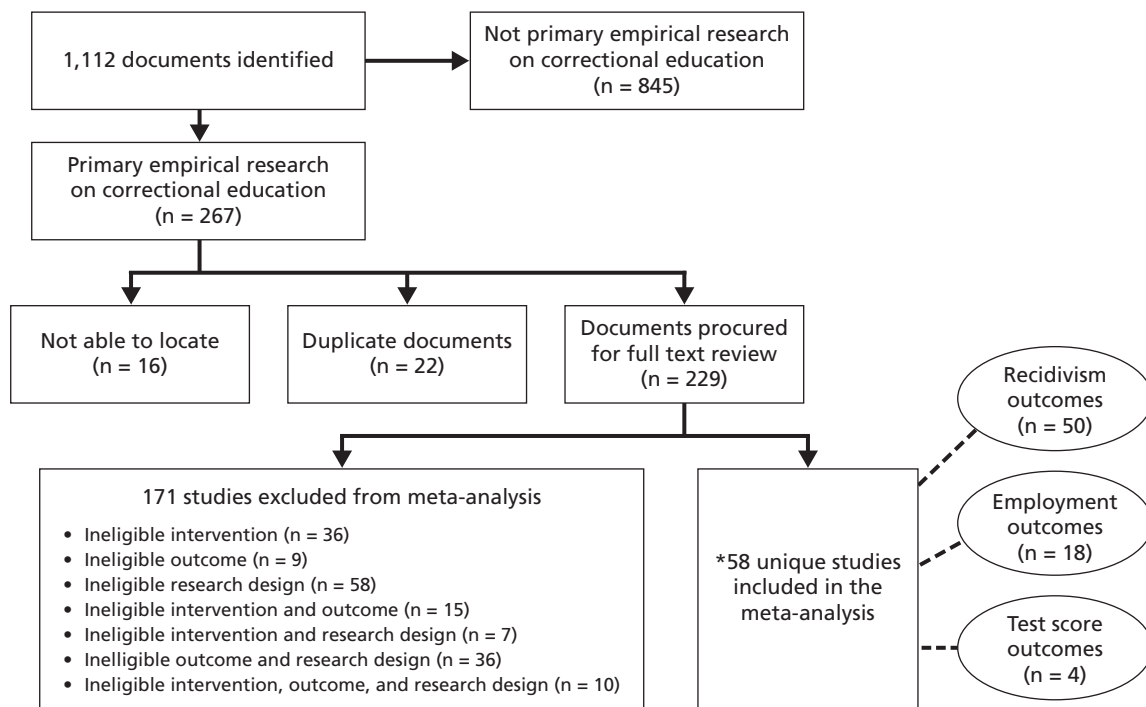 1,112 documents identified
Not primary empirical research
on correctional education
(n = 845)
Primary empirical research
on correctional education
(n = 267)
Not able to locate
(n = 16)
Duplicate documents
(n = 22)
Documents procured
for full text review
(n = 229)
171 studies excluded from meta-analysis
• Ineligible intervention (n = 36)
• Ineligible outcome (n = 9)
• Ineligible research design (n = 58)
• Ineligible intervention and outcome (n = 15)
• Ineligible intervention and research design (n = 7)
• Inelligible outcome and research design (n = 36)
• Ineligible intervention, outcome, and research design (n = 10)
*58 unique studies
included in the
meta-analysis
Recidivism
outcomes
(n = 50)
Employment
outcomes
(n = 18)
Test score
outcomes
(n = 4)